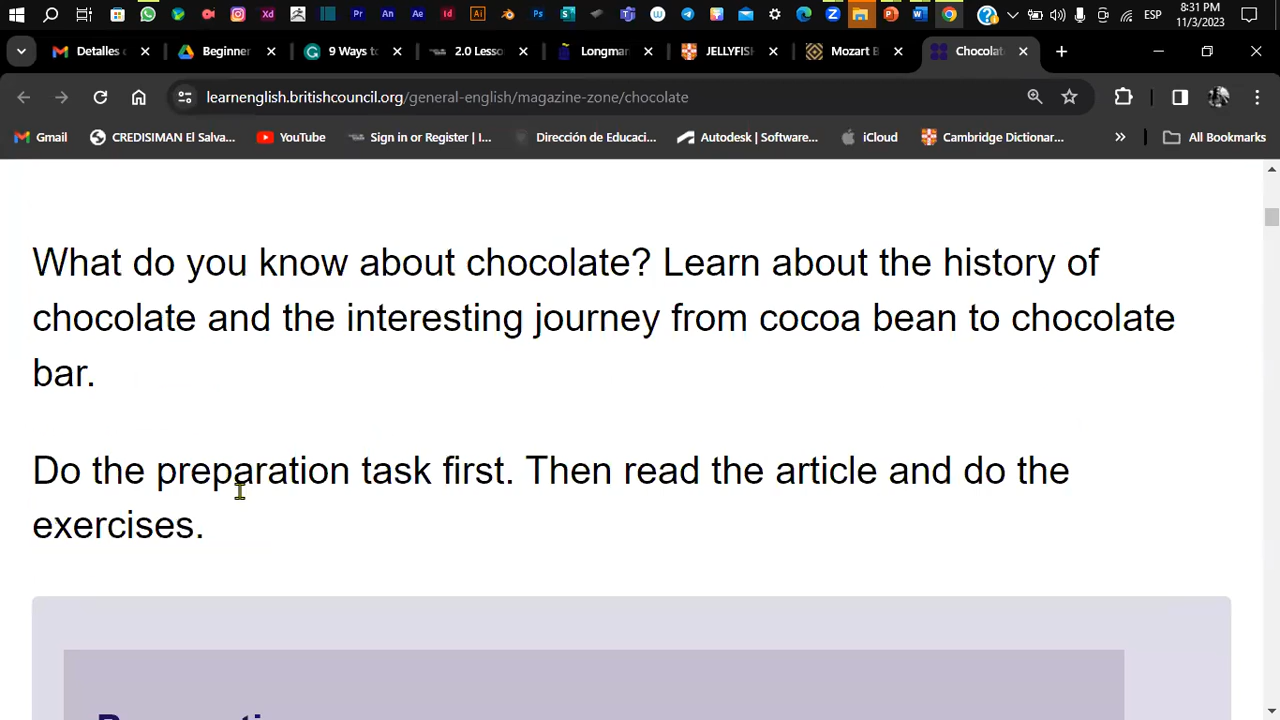 8:31 PM
ESP
11/3/2023
Detalles
Beginner
9 Ways to
2.0 Lesso
Longman
JELLYFISH
Mozart B
Chocolat
learnenglish.britishcouncil.org/general-english/magazine-zone/chocolate
Gmail
CREDISIMAN El Salva...
YouTube
Sign in or Register | I...
Dirección de Educaci...
Autodesk | Software...
iCloud
Cambridge Dictionar...
All Bookmarks
What do you know about chocolate? Learn about the history of
chocolate and the interesting journey from cocoa bean to chocolate
bar.
Do the preparation task first. Then read the article and do the
exercises.